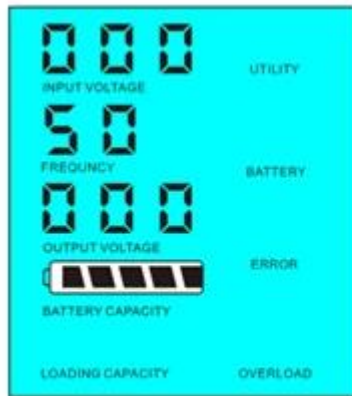 000
UTILITY
INPUT VOLTAGE
50
FREQUNCY
BATTERY
000
OUTPUT VOLTAGE
ERROR
BATTERY CAPACITY
LOADING CAPACITY
OVERLOAD